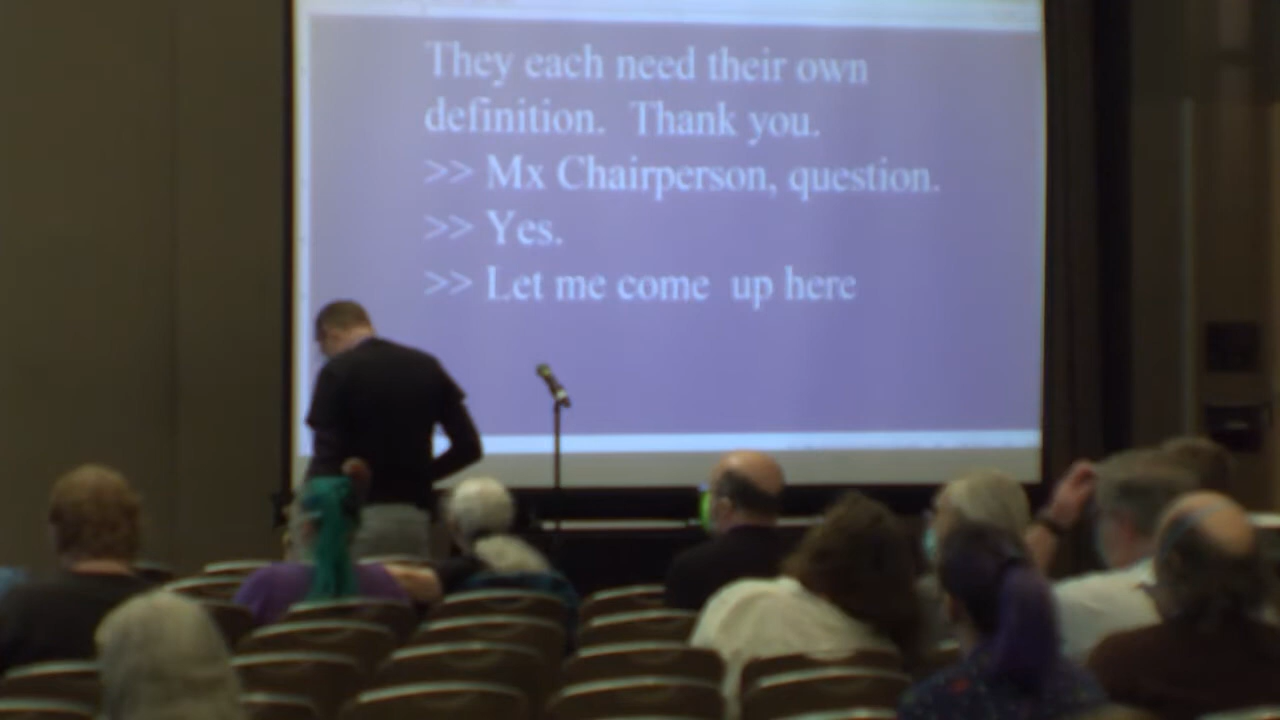 They each need their own
definition.  Thank you.
>> Mx Chairperson, question.
>> Yes.
>> Let me come  up here